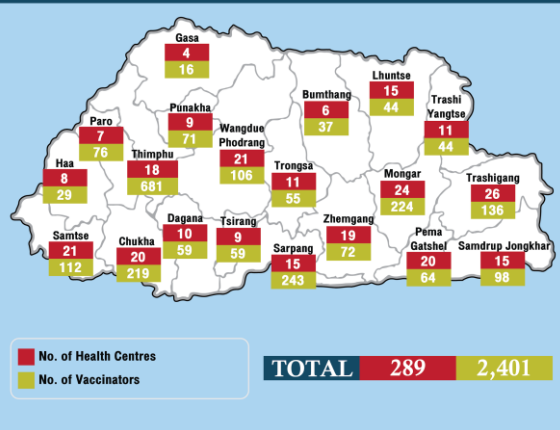 Gasa
4
16
Lhuntse
15
44
Bumthang
6
37
Trashi
Yangtse
11
44
Punakha
9
71
Paro
7
76
Wangdue
Phodrang
21
106
Thimphu
18
681
Haa
8
29
Trongsa
11
55
Mongar
24
224
Trashigang
26
136
Dagana
10
59
Tsirang
9
59
Zhemgang
19
72
Samtse
21
112
Chukha
20
219
Sarpang
15
243
Pema
Gatshel
20
64
Samdrup Jongkhar
15
98
No. of Health Centres
No. of Vaccinators
TOTAL 289 2,401